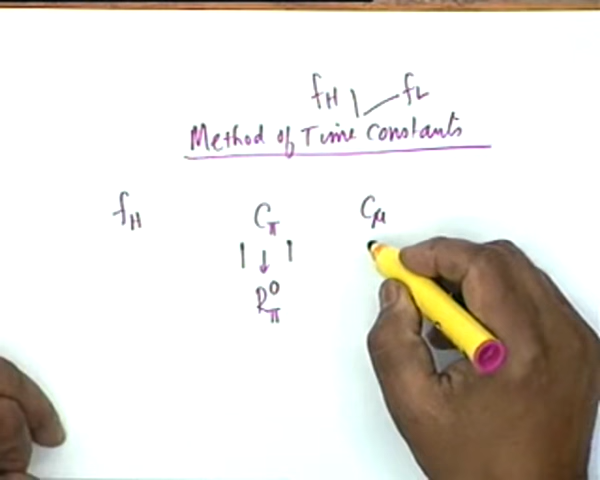 fH fL
Method of Time Constants
fH Cπ Cμ
R⁰π